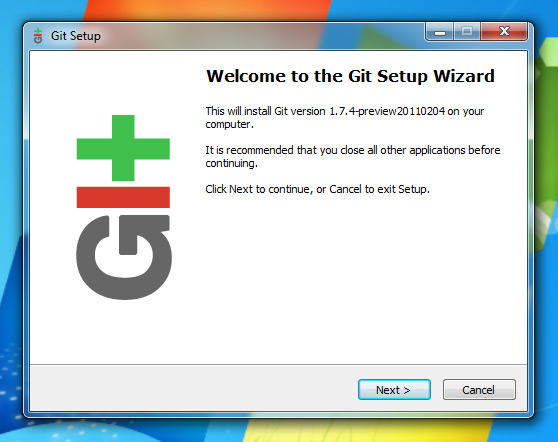 Git Setup
Welcome to the Git Setup Wizard
This will install Git version 1.7.4-preview20110204 on your
computer.
It is recommended that you close all other applications before
continuing.
Click Next to continue, or Cancel to exit Setup.
GIt
Next >
Cancel